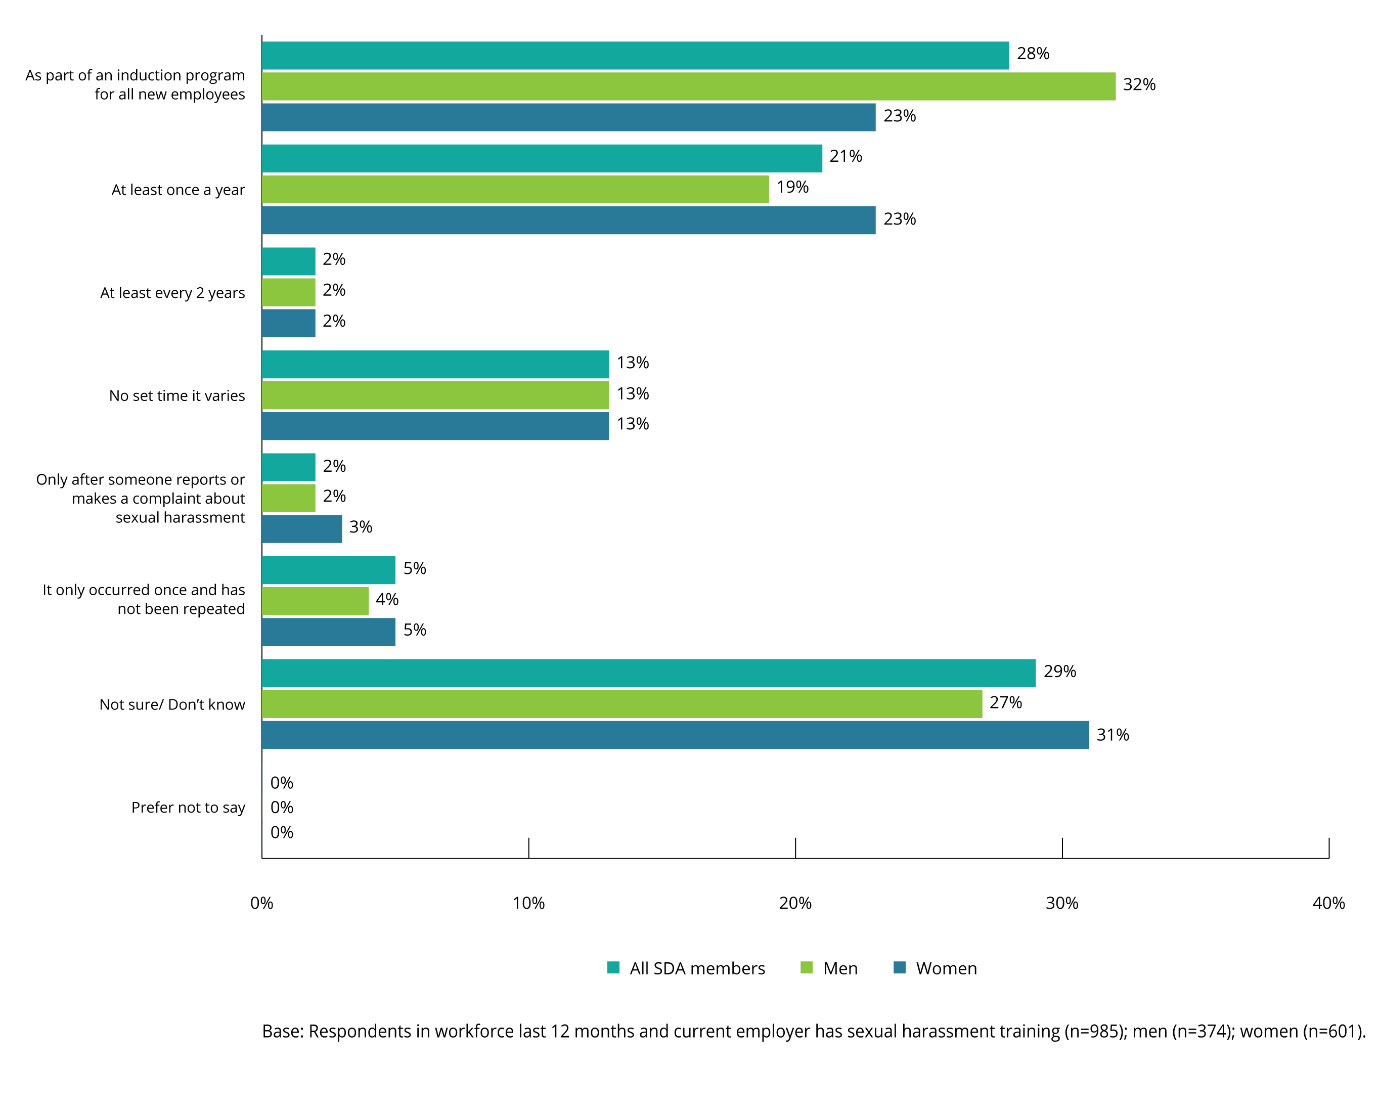 As part of an induction program
for all new employees
28%
32%
23%
At least once a year
21%
19%
23%
At least every 2 years
2%
2%
2%
No set time it varies
13%
13%
13%
Only after someone reports or
makes a complaint about
sexual harassment
2%
2%
3%
It only occurred once and has
not been repeated
5%
4%
5%
Not sure/ Don’t know
29%
27%
31%
Prefer not to say
0%
0%
0%
0% 10% 20% 30% 40%
All SDA members Men Women
Base: Respondents in workforce last 12 months and current employer has sexual harassment training (n=985); men (n=374); women (n=601).